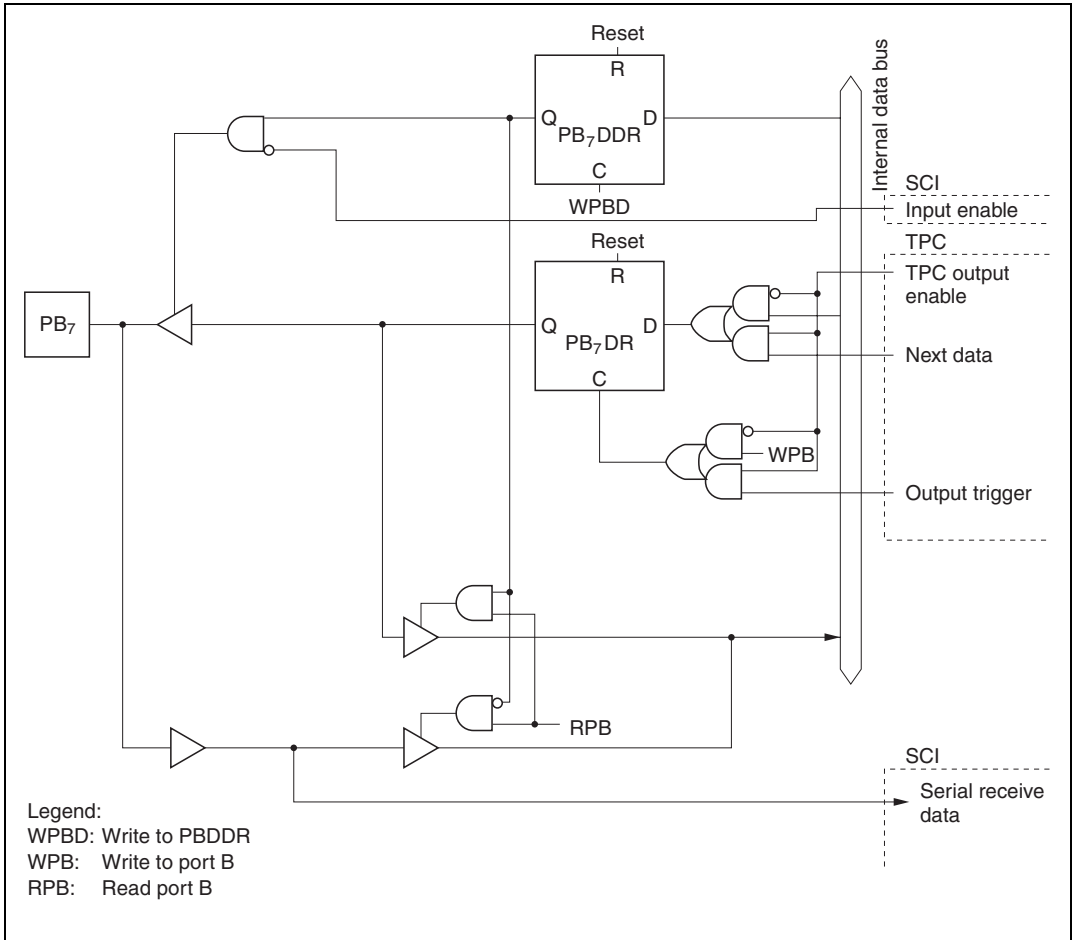 Reset
R
Q
D
PB7DDR
C
WPBD
Internal data bus
SCI
Input enable
TPC
Reset
R
TPC output
enable
PB7
Q
D
PB7DR
C
Next data
WPB
Output trigger
RPB
SCI
Serial receive
data
Legend:
WPBD: Write to PBDDR
WPB: Write to port B
RPB: Read port B